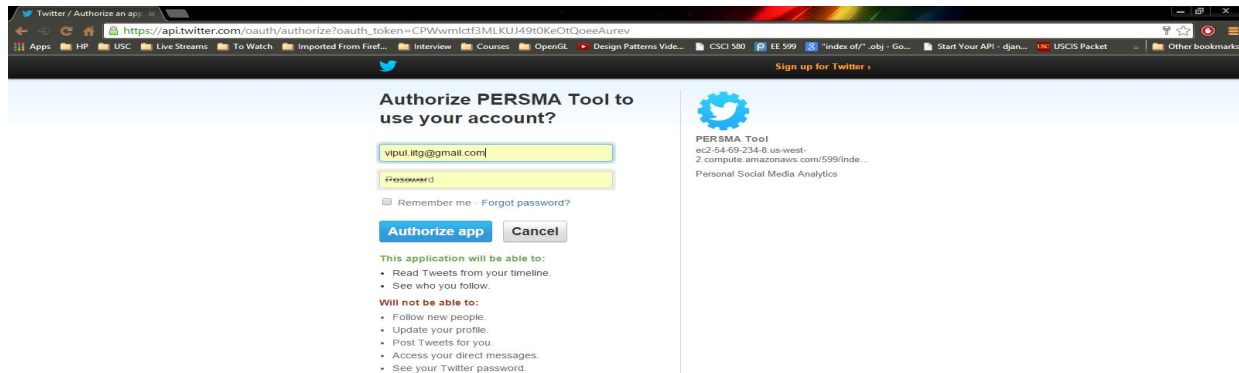 Twitter / Authorize an app
https://api.twitter.com/oauth/authorize?oauth_token=CPWwmIctf3MLKUJ49t0KeOtQoeeAurev
Apps HP USC Live Streams To Watch Imported From Firef... Interview Courses OpenGL Design Patterns Vide... CSCI 580 EE 599 "index of/" .obj - Go... Start Your API - djan... USC USCIS Packet Other bookmarks
Sign up for Twitter ›
Authorize PERSMA Tool to
use your account?
vipul.iitg@gmail.com
Password
Remember me · Forgot password?
Authorize app Cancel
This application will be able to:
• Read Tweets from your timeline.
• See who you follow.
Will not be able to:
• Follow new people.
• Update your profile.
• Post Tweets for you.
• Access your direct messages.
• See your Twitter password.
PERSMA Tool
ec2-54-69-234-8.us-west-
2.compute.amazonaws.com/599/inde...
Personal Social Media Analytics